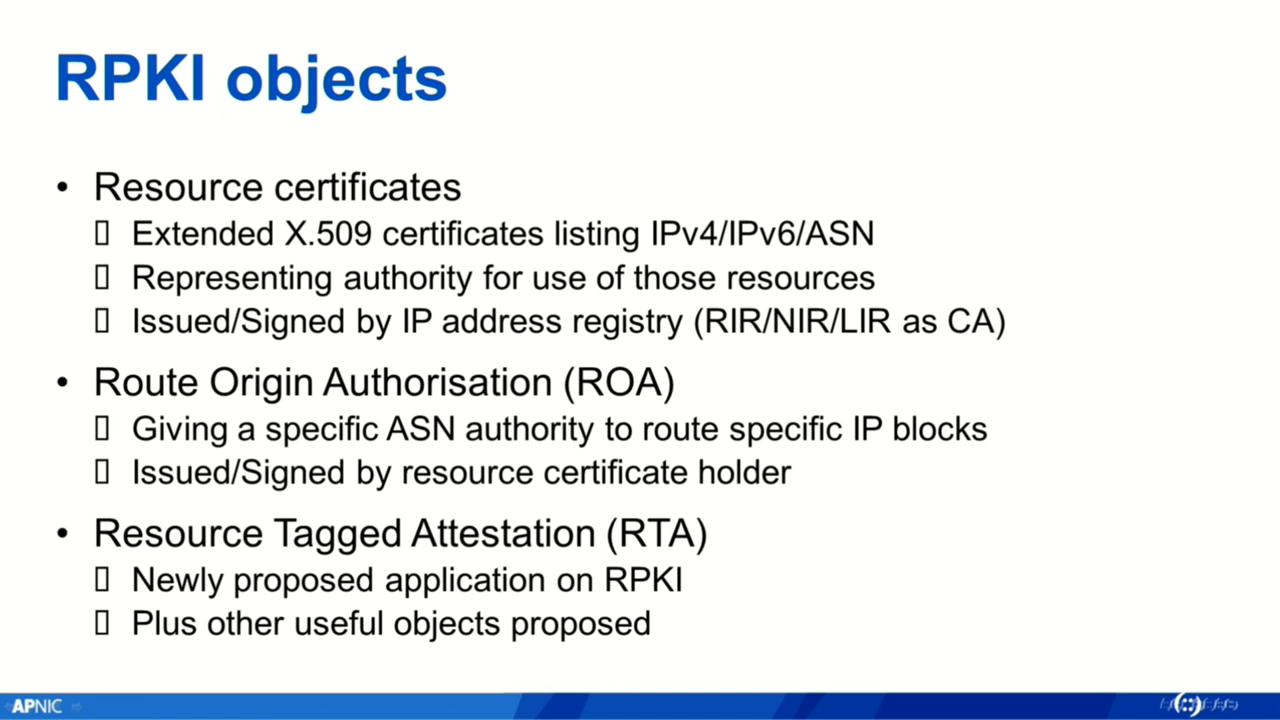 RPKI objects
• Resource certificates
▯ Extended X.509 certificates listing IPv4/IPv6/ASN
▯ Representing authority for use of those resources
▯ Issued/Signed by IP address registry (RIR/NIR/LIR as CA)
• Route Origin Authorisation (ROA)
▯ Giving a specific ASN authority to route specific IP blocks
▯ Issued/Signed by resource certificate holder
• Resource Tagged Attestation (RTA)
▯ Newly proposed application on RPKI
▯ Plus other useful objects proposed
APNIC